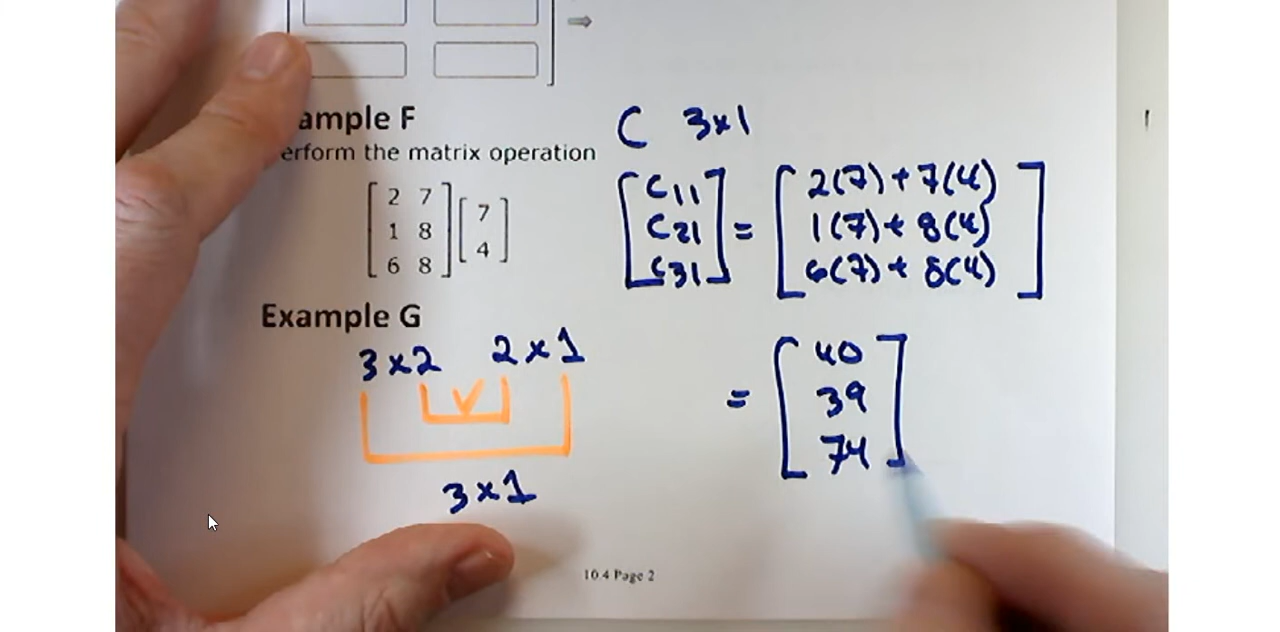 ample F
erform the matrix operation
2 7
1 8
6 8
7
4
C 3x1
C11
C21
C31
=
2(7)+7(4)
1(7)+8(4)
6(7)+8(4)
Example G
3x2 2x1
3x1
=
40
39
74
10.4 Page 2